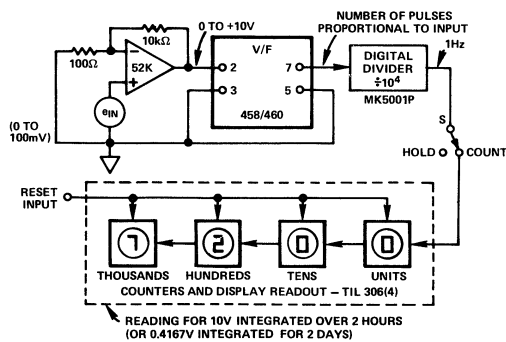 10kΩ
100Ω
−
+
52K
eIN
(0 TO
100mV)
0 TO +10V
V/F
2
3
7
5
458/460
NUMBER OF PULSES
PROPORTIONAL TO INPUT
DIGITAL
DIVIDER
÷10⁴
MK5001P
1Hz
S
HOLD
COUNT
RESET
INPUT
7
2
0
0
THOUSANDS
HUNDREDS
TENS
UNITS
COUNTERS AND DISPLAY READOUT – TIL 306(4)
READING FOR 10V INTEGRATED OVER 2 HOURS
(OR 0.4167V INTEGRATED FOR 2 DAYS)